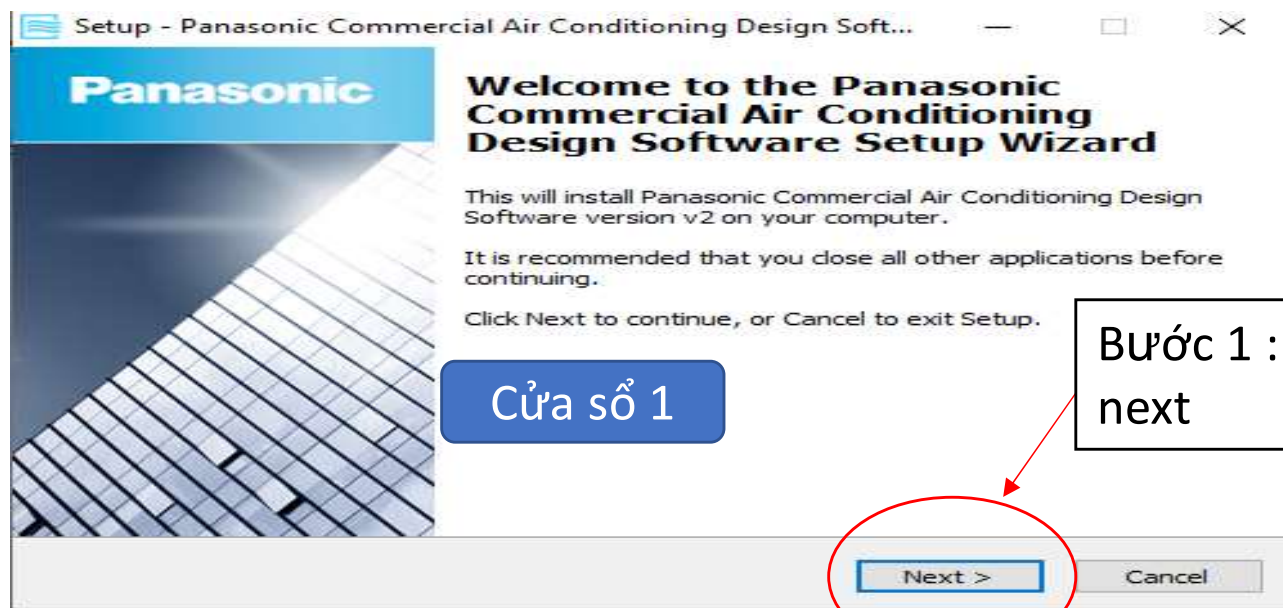 Setup - Panasonic Commercial Air Conditioning Design Soft...
Panasonic
Welcome to the Panasonic
Commercial Air Conditioning
Design Software Setup Wizard
This will install Panasonic Commercial Air Conditioning Design
Software version v2 on your computer.
It is recommended that you close all other applications before
continuing.
Click Next to continue, or Cancel to exit Setup.
Bước 1 :
next
Cửa sổ 1
Next >
Cancel